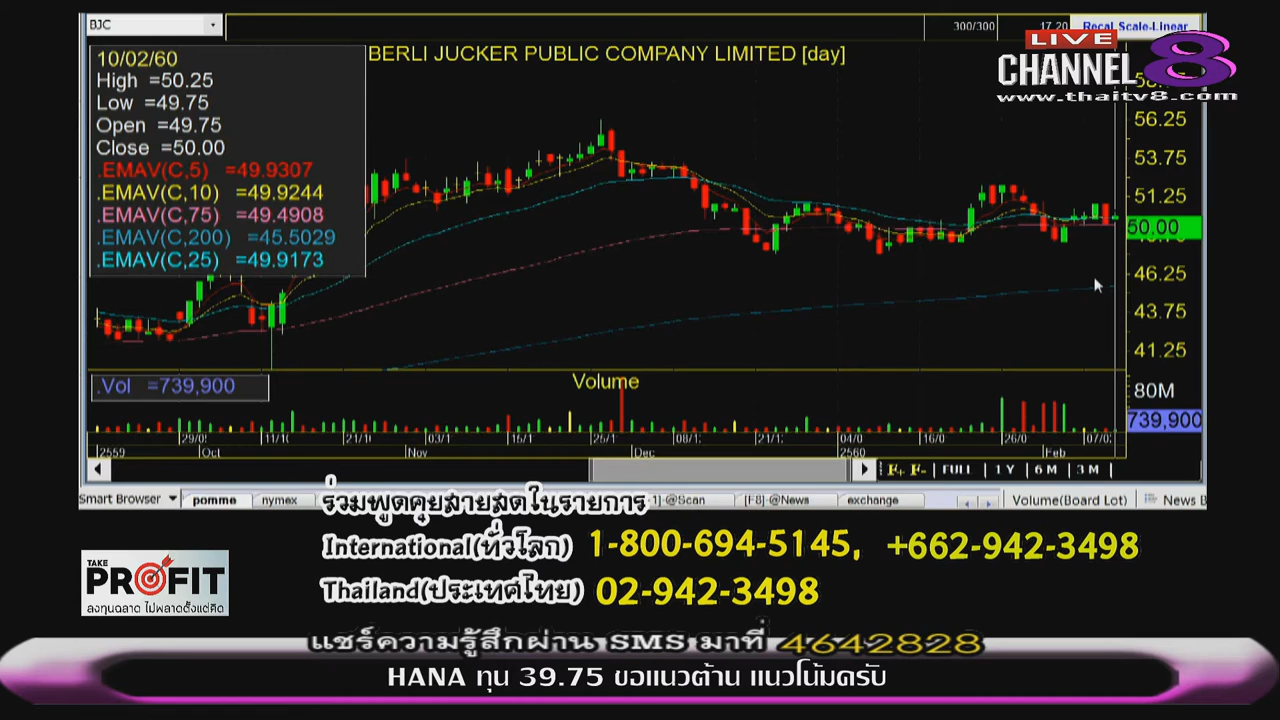 BJC
300/300
17.20
Recal Scale-Linear
LIVE
CHANNEL 8
www.thaitv8.com
BERLI JUCKER PUBLIC COMPANY LIMITED [day]
10/02/60
High =50.25
Low =49.75
Open =49.75
Close =50.00
.EMAV(C,5) =49.9307
.EMAV(C,10) =49.9244
.EMAV(C,75) =49.4908
.EMAV(C,200) =45.5029
.EMAV(C,25) =49.9173
56.25
53.75
51.25
50.00
46.25
43.75
41.25
.Vol =739,900
Volume
80M
739,900
2559 Oct Nov Dec 2560 Feb
FULL 1 Y 6 M 3 M
Smart Browser pomme nymex 1]-@Scan [F8]-@News exchange Volume(Board Lot) News B
ร่วมพูดคุยสายสดในรายการ
International(ทั่วโลก) 1-800-694-5145, +662-942-3498
Thailand(ประเทศไทย) 02-942-3498
TAKE
PROFIT
ลงทุนฉลาด ไม่พลาดตั้งแต่คิด
แชร์ความรู้สึกผ่าน SMS มาที่ 4642828
HANA ทุน 39.75 ขอแนวต้าน แนวโน้มครับ